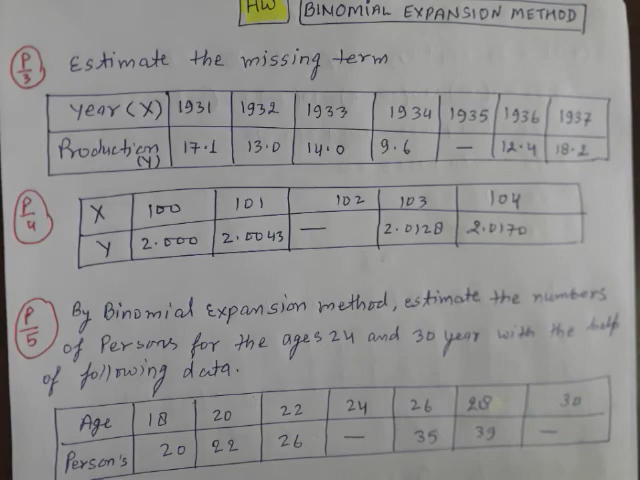 HW BINOMIAL EXPANSION METHOD
P/3 Estimate the missing term
Year (X) 1931 1932 1933 1934 1935 1936 1937
Production (Y) 17.1 13.0 14.0 9.6 — 12.4 18.2
P/4
X 100 101 102 103 104
Y 2.000 2.0043 — 2.0128 2.0170
P/5 By Binomial Expansion method, estimate the numbers
of Persons for the ages 24 and 30 year with the help
of following data.
Age 18 20 22 24 26 28 30
Person's 20 22 26 — 35 39 —